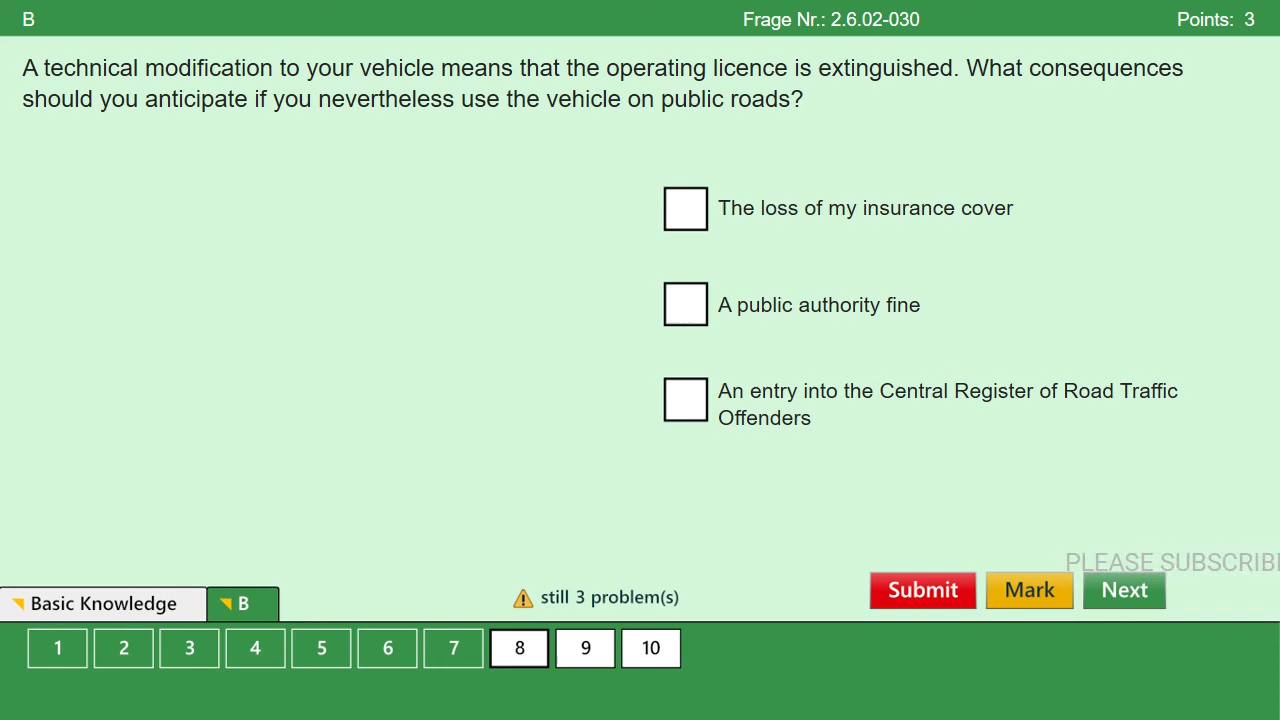 B
Frage Nr.: 2.6.02-030
Points: 3
A technical modification to your vehicle means that the operating licence is extinguished. What consequences
should you anticipate if you nevertheless use the vehicle on public roads?
The loss of my insurance cover
A public authority fine
An entry into the Central Register of Road Traffic
Offenders
PLEASE SUBSCRIBE
Basic Knowledge
B
still 3 problem(s)
Submit
Mark
Next
1 2 3 4 5 6 7 8 9 10